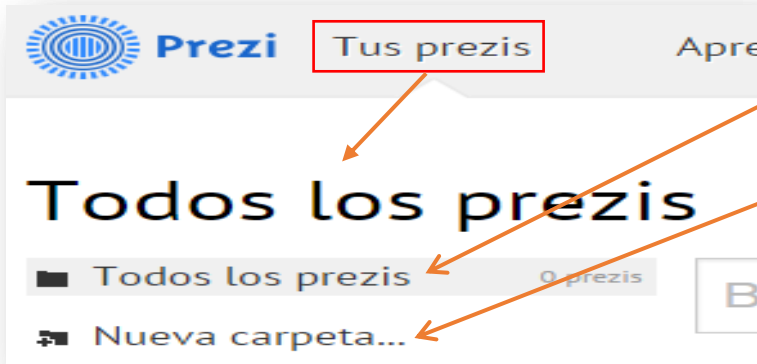 Prezi Tus prezis
Todos los prezis
Todos los prezis 0 prezis
Nueva carpeta...